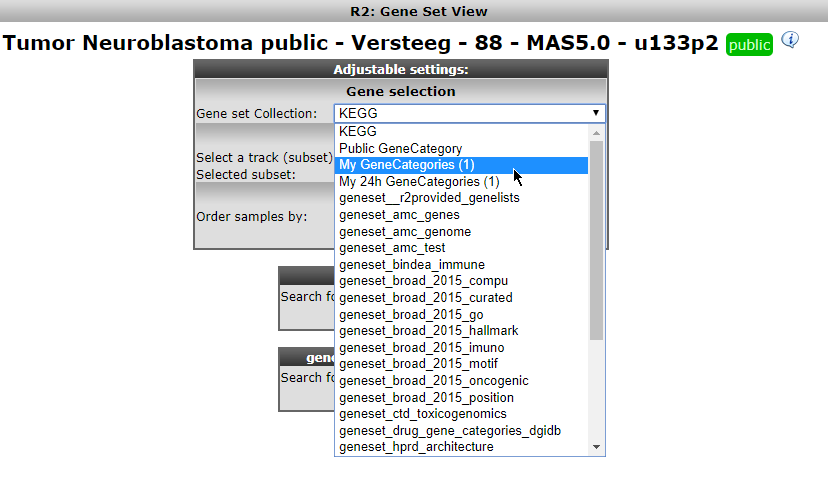 R2: Gene Set View
Tumor Neuroblastoma public - Versteeg - 88 - MAS5.0 - u133p2 public i
Adjustable settings:
Gene selection
Gene set Collection: KEGG
KEGG
Public GeneCategory
My GeneCategories (1)
Select a track (subset)
My 24h GeneCategories (1)
Selected subset:
geneset__r2provided_genelists
geneset_amc_genes
Order samples by:
geneset_amc_genome
geneset_amc_test
geneset_bindea_immune
geneset_broad_2015_compu
geneset_broad_2015_curated
Search fo
geneset_broad_2015_go
geneset_broad_2015_hallmark
geneset_broad_2015_imuno
gene
geneset_broad_2015_motif
geneset_broad_2015_oncogenic
Search fo
geneset_broad_2015_position
geneset_ctd_toxicogenomics
geneset_drug_gene_categories_dgidb
geneset_hprd_architecture